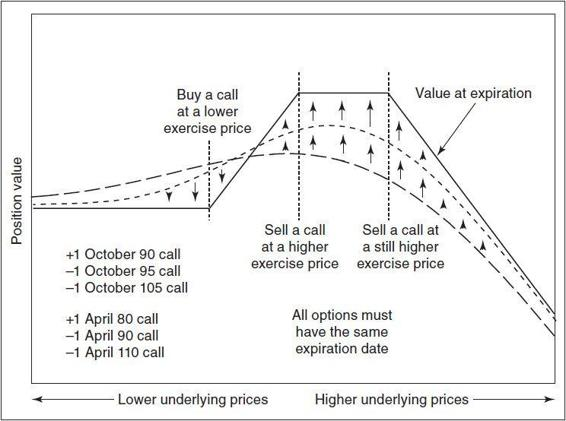 Buy a call
at a lower
exercise price
Value at expiration
Position value
Sell a call
at a higher
exercise price
Sell a call at
a still higher
exercise price
+1 October 90 call
–1 October 95 call
–1 October 105 call
+1 April 80 call
–1 April 90 call
–1 April 110 call
All options must
have the same
expiration date
Lower underlying prices
Higher underlying prices